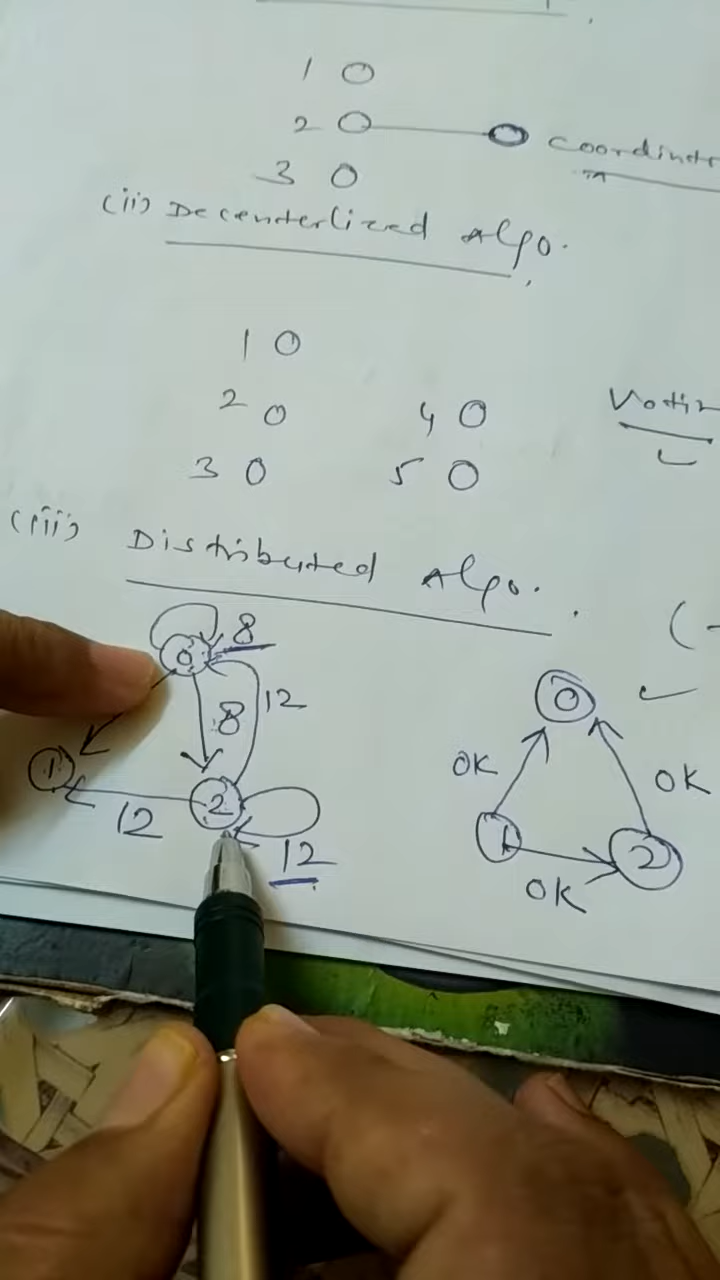 1
2 Coordinat
3
(ii) Decenterlized Algo.
1
2 4 Votin
3 5
(iii) Distributed Algo.
0 8 (-
8 12 0
OK OK
1 12 2 12
1 OK 2